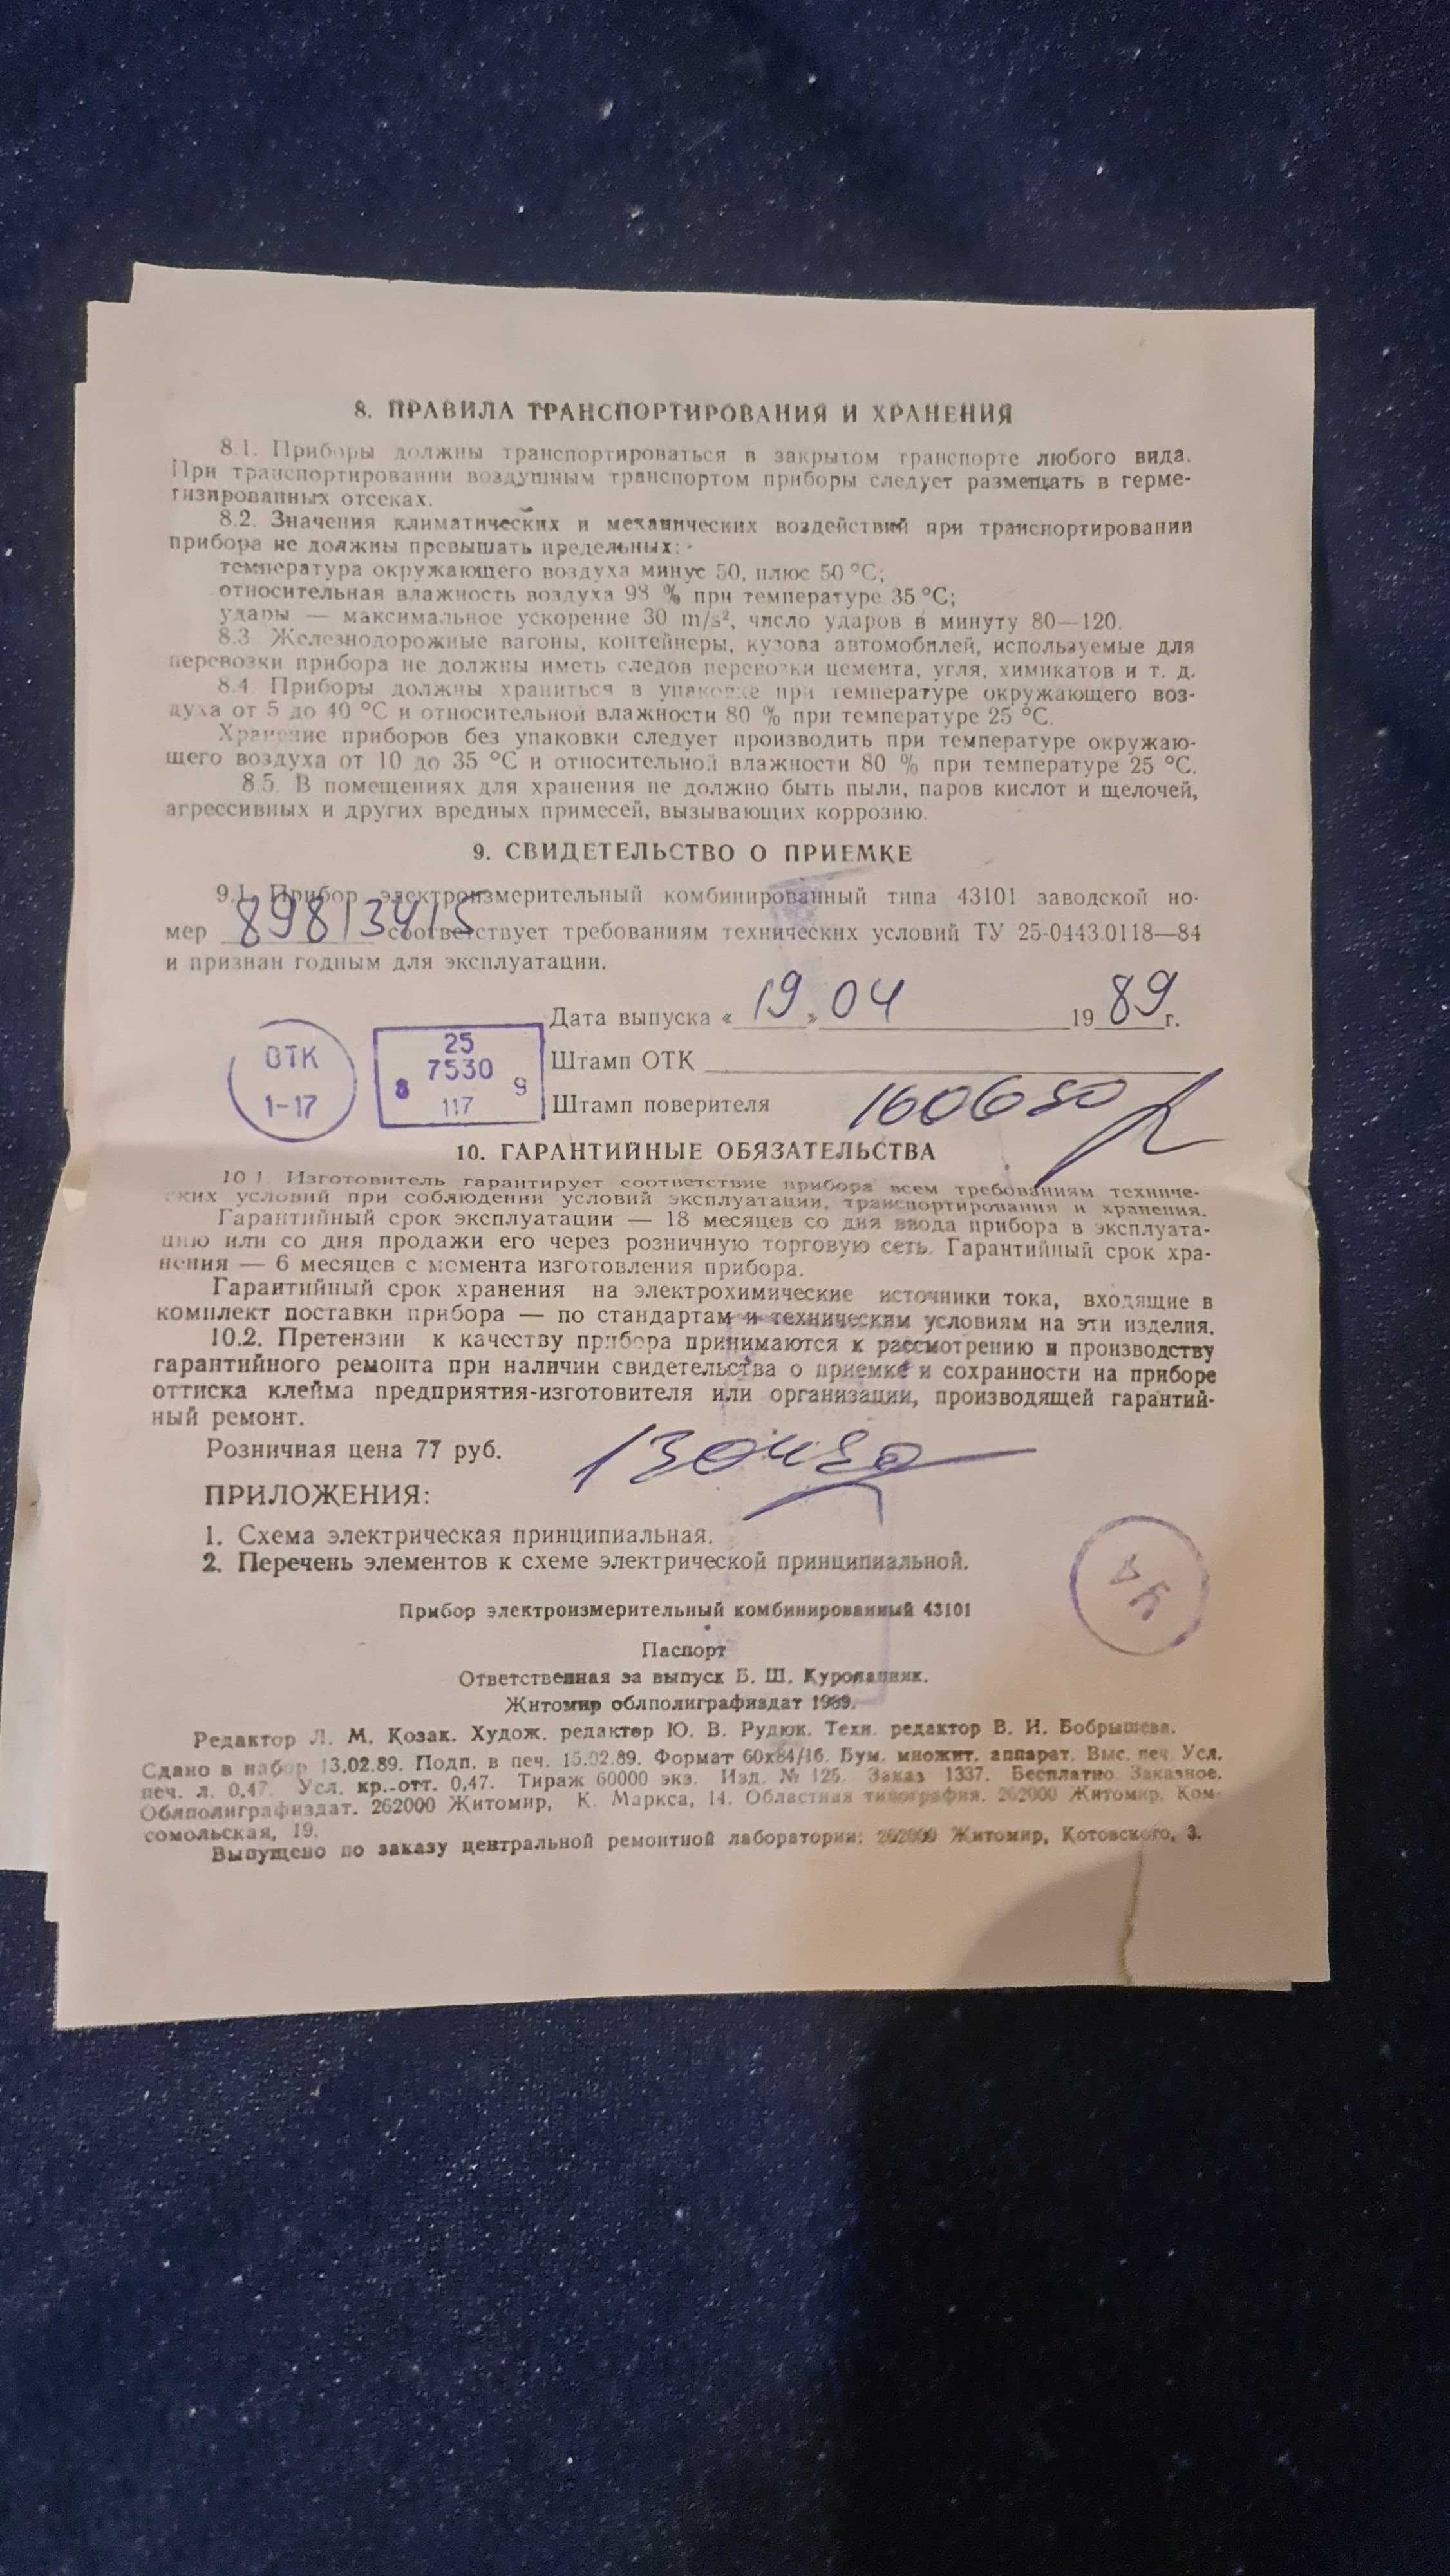 8. ПРАВИЛА ТРАНСПОРТИРОВАНИЯ И ХРАНЕНИЯ
8.1. Приборы должны транспортироваться в закрытом транспорте любого вида.
При транспортировании воздушным транспортом приборы следует размещать в герме-
тизированных отсеках.
8.2. Значения климатических и механических воздействий при транспортировании
прибора не должны превышать предельных:
температура окружающего воздуха минус 50, плюс 50 °С;
относительная влажность воздуха 98 % при температуре 35 °С;
удары — максимальное ускорение 30 m/s², число ударов в минуту 80—120.
8.3 Железнодорожные вагоны, контейнеры, кузова автомобилей, используемые для
перевозки прибора не должны иметь следов перевозки цемента, угля, химикатов и т. д.
8.4. Приборы должны храниться в упаковке при температуре окружающего воз-
духа от 5 до 40 °С и относительной влажности 80 % при температуре 25 °С.
Хранение приборов без упаковки следует производить при температуре окружаю-
щего воздуха от 10 до 35 °С и относительной влажности 80 % при температуре 25 °С.
8.5. В помещениях для хранения не должно быть пыли, паров кислот и щелочей,
агрессивных и других вредных примесей, вызывающих коррозию.
9. СВИДЕТЕЛЬСТВО О ПРИЕМКЕ
9.1. Прибор электроизмерительный комбинированный типа 43101 заводской но-
мер 89813415 соответствует требованиям технических условий ТУ 25-0443.0118—84
и признан годным для эксплуатации.
Дата выпуска «19» 04 1989 г.
ОТК
1-17
25
7530
8 9
117
Штамп ОТК
Штамп поверителя
10. ГАРАНТИЙНЫЕ ОБЯЗАТЕЛЬСТВА
10.1. Изготовитель гарантирует соответствие прибора всем требованиям техниче-
ских условий при соблюдении условий эксплуатации, транспортирования и хранения.
Гарантийный срок эксплуатации — 18 месяцев со дня ввода прибора в эксплуата-
цию или со дня продажи его через розничную торговую сеть. Гарантийный срок хра-
нения — 6 месяцев с момента изготовления прибора.
Гарантийный срок хранения на электрохимические источники тока, входящие в
комплект поставки прибора — по стандартам и техническим условиям на эти изделия.
10.2. Претензии к качеству прибора принимаются к рассмотрению и производству
гарантийного ремонта при наличии свидетельства о приемке и сохранности на приборе
оттиска клейма предприятия-изготовителя или организации, производящей гарантий-
ный ремонт.
Розничная цена 77 руб.
ПРИЛОЖЕНИЯ:
1. Схема электрическая принципиальная.
2. Перечень элементов к схеме электрической принципиальной.
Прибор электроизмерительный комбинированный 43101
Паспорт
Ответственная за выпуск Б. Ш.
Житомир облполиграфиздат 1989.
Редактор Л. М. Козак. Худож. редактор Ю. В. Рудюк. Техн. редактор В. И. Бобрышева.
Сдано в набор 13.02.89. Подп. в печ. 15.02.89. Формат 60х84/16. Бум. множит. аппарат. Выс. печ. Усл.
печ. л. 0,47. Усл. кр.-отт. 0,47. Тираж 60000 экз. Изд. № 125. Заказ 1337. Бесплатно. Заказное.
Облполиграфиздат. 262000 Житомир, К. Маркса, 14. Областная типография. 262000 Житомир, Ком-
сомольская, 19.
Выпущено по заказу центральной ремонтной лаборатории: 262000 Житомир, Котовского, 3.